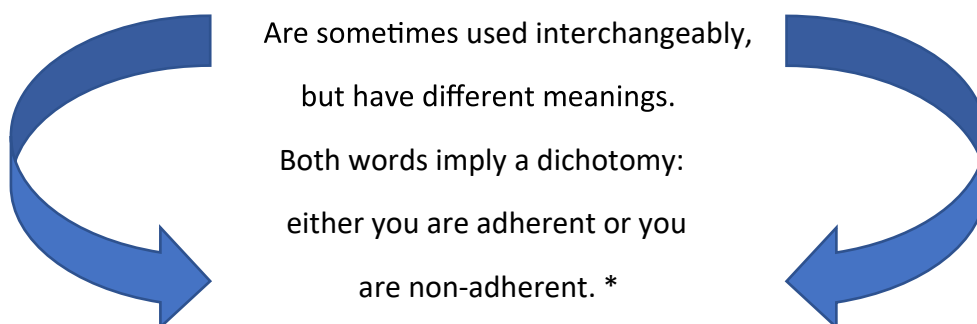 Are sometimes used interchangeably,
but have different meanings.
Both words imply a dichotomy:
either you are adherent or you
are non-adherent. *